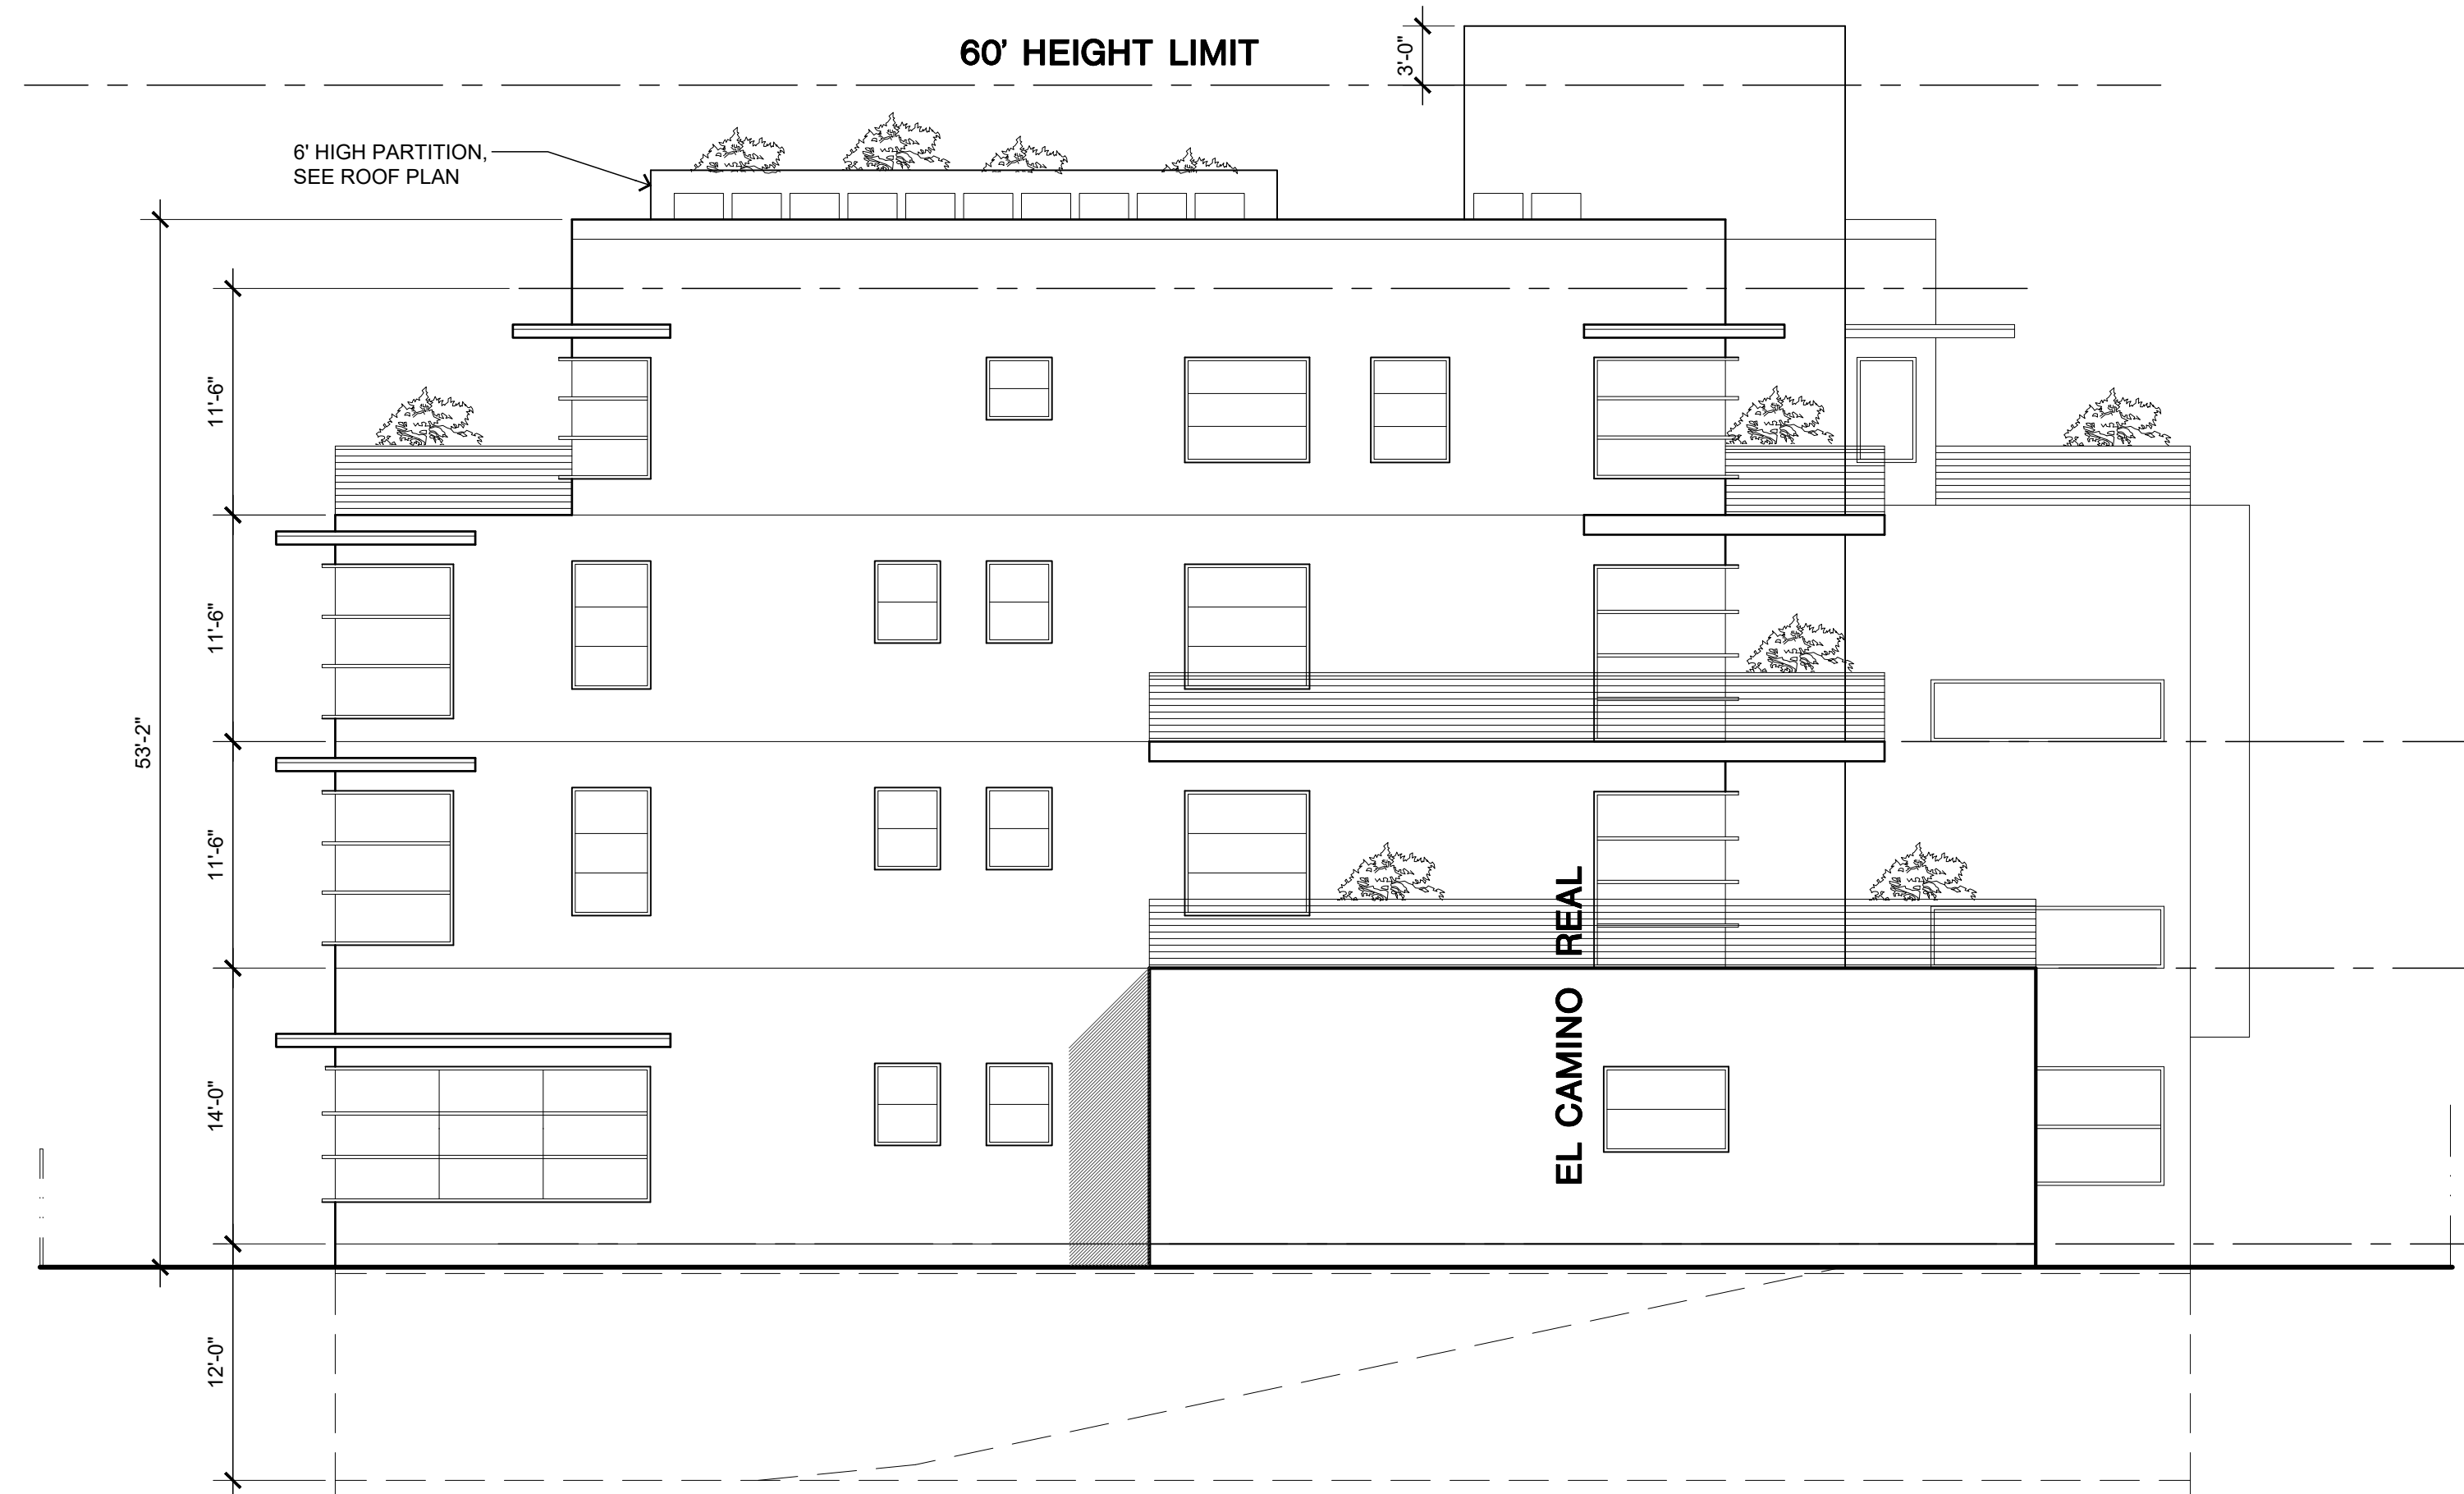 60' HEIGHT LIMIT
3'-0"
6' HIGH PARTITION,
SEE ROOF PLAN
11'-6"
11'-6"
53'-2"
11'-6"
EL CAMINO REAL
14'-0"
12'-0"